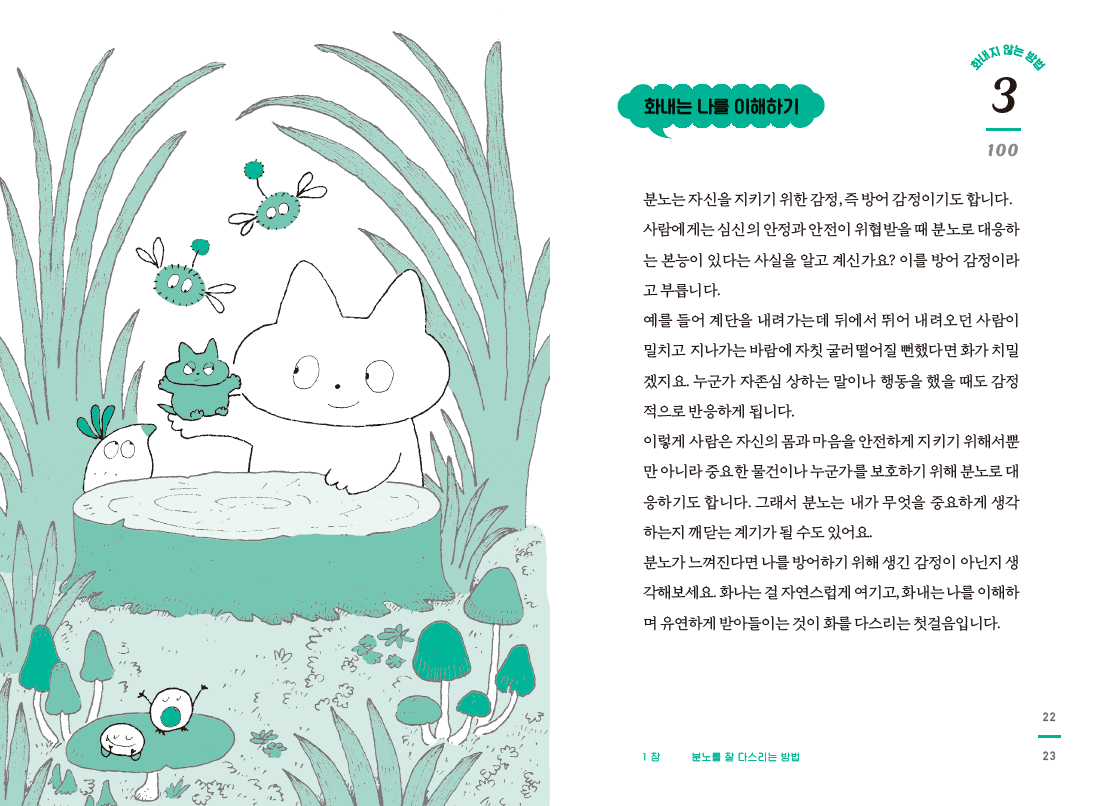 화내지 않는 방법
3
100
화내는 나를 이해하기
분노는 자신을 지키기 위한 감정, 즉 방어 감정이기도 합니다.
사람에게는 심신의 안정과 안전이 위협받을 때 분노로 대응하
는 본능이 있다는 사실을 알고 계신가요? 이를 방어 감정이라
고 부릅니다.
예를 들어 계단을 내려가는데 뒤에서 뛰어 내려오던 사람이
밀치고 지나가는 바람에 자칫 굴러떨어질 뻔했다면 화가 치밀
겠지요. 누군가 자존심 상하는 말이나 행동을 했을 때도 감정
적으로 반응하게 됩니다.
이렇게 사람은 자신의 몸과 마음을 안전하게 지키기 위해서뿐
만 아니라 중요한 물건이나 누군가를 보호하기 위해 분노로 대
응하기도 합니다. 그래서 분노는 내가 무엇을 중요하게 생각
하는지 깨닫는 계기가 될 수도 있어요.
분노가 느껴진다면 나를 방어하기 위해 생긴 감정이 아닌지 생
각해보세요. 화나는 걸 자연스럽게 여기고, 화내는 나를 이해하
며 유연하게 받아들이는 것이 화를 다스리는 첫걸음입니다.
22
1 장 분노를 잘 다스리는 방법
23